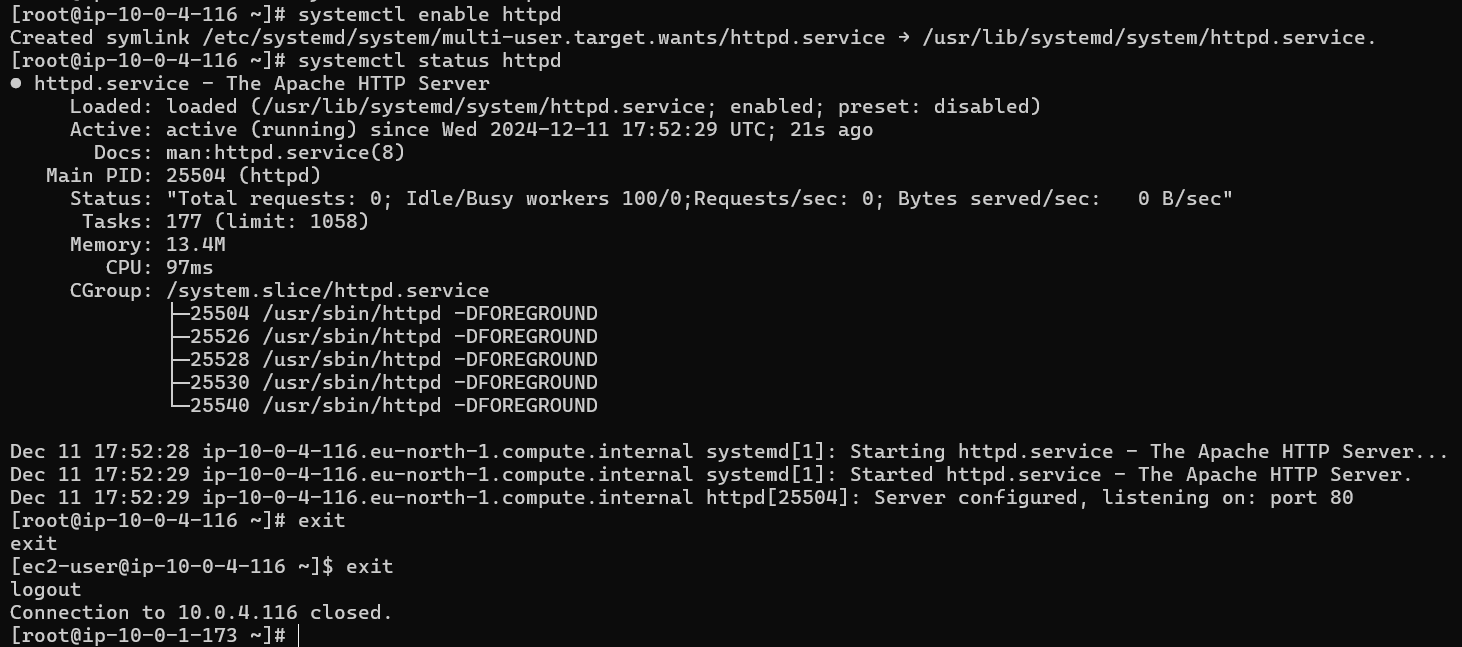 [root@ip-10-0-4-116 ~]# systemctl enable httpd
Created symlink /etc/systemd/system/multi-user.target.wants/httpd.service → /usr/lib/systemd/system/httpd.service.
[root@ip-10-0-4-116 ~]# systemctl status httpd
● httpd.service - The Apache HTTP Server
     Loaded: loaded (/usr/lib/systemd/system/httpd.service; enabled; preset: disabled)
     Active: active (running) since Wed 2024-12-11 17:52:29 UTC; 21s ago
       Docs: man:httpd.service(8)
   Main PID: 25504 (httpd)
     Status: "Total requests: 0; Idle/Busy workers 100/0;Requests/sec: 0; Bytes served/sec:   0 B/sec"
      Tasks: 177 (limit: 1058)
     Memory: 13.4M
        CPU: 97ms
     CGroup: /system.slice/httpd.service
             ├─25504 /usr/sbin/httpd -DFOREGROUND
             ├─25526 /usr/sbin/httpd -DFOREGROUND
             ├─25528 /usr/sbin/httpd -DFOREGROUND
             ├─25530 /usr/sbin/httpd -DFOREGROUND
             └─25540 /usr/sbin/httpd -DFOREGROUND

Dec 11 17:52:28 ip-10-0-4-116.eu-north-1.compute.internal systemd[1]: Starting httpd.service - The Apache HTTP Server...
Dec 11 17:52:29 ip-10-0-4-116.eu-north-1.compute.internal systemd[1]: Started httpd.service - The Apache HTTP Server.
Dec 11 17:52:29 ip-10-0-4-116.eu-north-1.compute.internal httpd[25504]: Server configured, listening on: port 80
[root@ip-10-0-4-116 ~]# exit
exit
[ec2-user@ip-10-0-4-116 ~]$ exit
logout
Connection to 10.0.4.116 closed.
[root@ip-10-0-1-173 ~]#